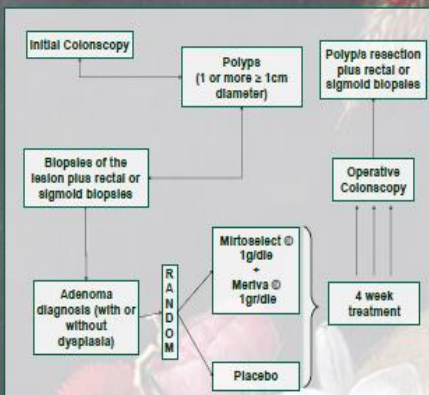 Initial Colonscopy
Polyps
(1 or more ≥ 1cm
diameter)
Polyp/s resection
plus rectal or
sigmoid biopsies
Biopsies of the
lesion plus rectal or
sigmoid biopsies
Operative
Colonscopy
Adenoma
diagnosis (with or
without
dysplasia)
R
A
N
D
O
M
Mirtoselect ©
1g/die
+
Meriva ©
1gr/die
Placebo
4 week
treatment